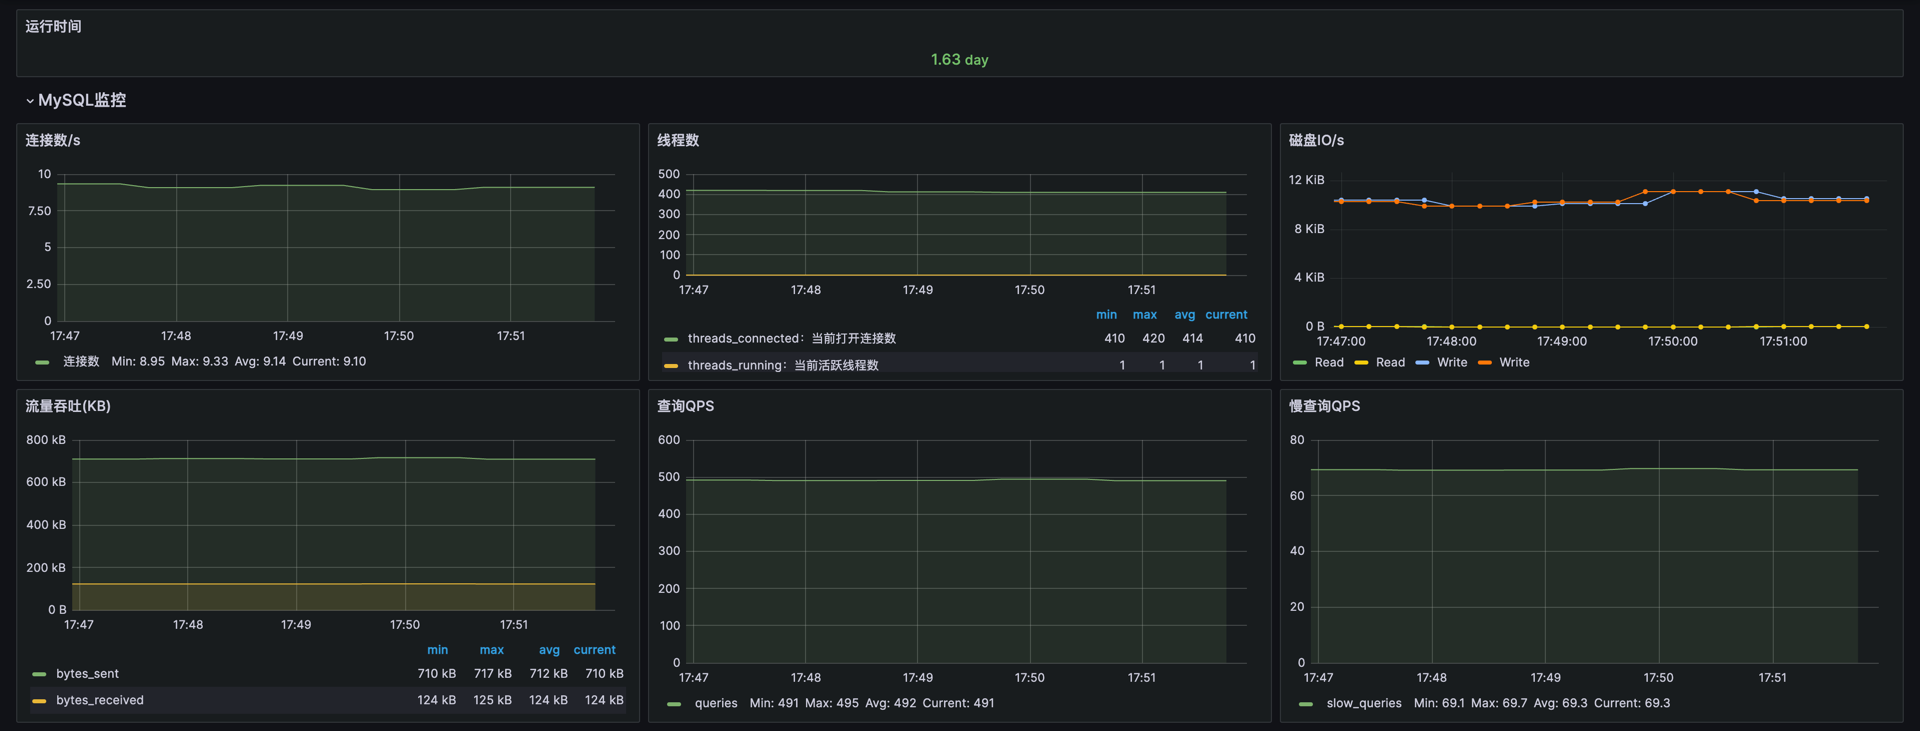 运行时间
1.63 day
MySQL监控
连接数/s
10
7.50
5
2.50
0
17:47 17:48 17:49 17:50 17:51
连接数 Min: 8.95 Max: 9.33 Avg: 9.14 Current: 9.10
线程数
500
400
300
200
100
0
17:47 17:48 17:49 17:50 17:51
min max avg current
threads_connected：当前打开连接数 410 420 414 410
threads_running：当前活跃线程数 1 1 1 1
磁盘IO/s
12 KiB
8 KiB
4 KiB
0 B
17:47:00 17:48:00 17:49:00 17:50:00 17:51:00
Read Read Write Write
流量吞吐(KB)
800 kB
600 kB
400 kB
200 kB
0 B
17:47 17:48 17:49 17:50 17:51
min max avg current
bytes_sent 710 kB 717 kB 712 kB 710 kB
bytes_received 124 kB 125 kB 124 kB 124 kB
查询QPS
600
500
400
300
200
100
0
17:47 17:48 17:49 17:50 17:51
queries Min: 491 Max: 495 Avg: 492 Current: 491
慢查询QPS
80
60
40
20
0
17:47 17:48 17:49 17:50 17:51
slow_queries Min: 69.1 Max: 69.7 Avg: 69.3 Current: 69.3